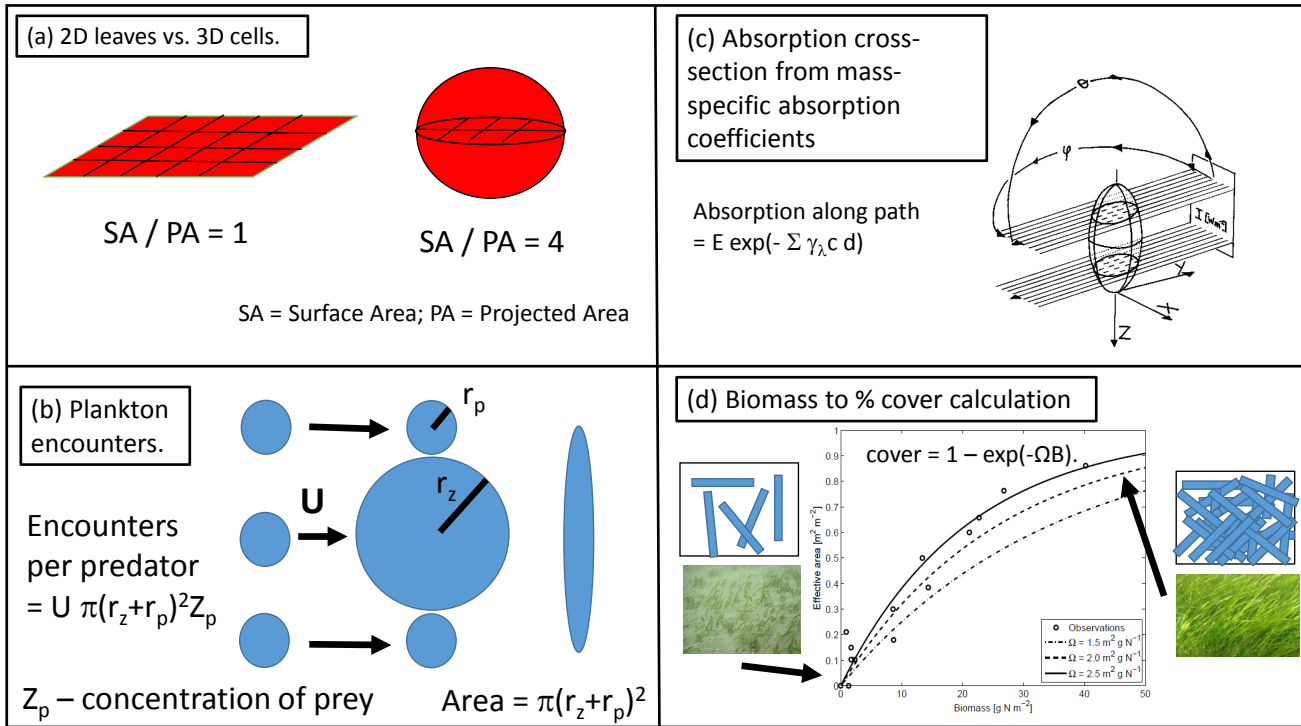 (a) 2D leaves vs. 3D cells.
SA / PA = 1
SA / PA = 4
SA = Surface Area; PA = Projected Area
(c) Absorption cross-
section from mass-
specific absorption
coefficients
Absorption along path
= E exp(- Σ γλc d)
θ
φ
I [Wm²]
Y
X
Z
(b) Plankton
encounters.
rp
rz
U
Encounters
per predator
= U π(rz+rp)²Zp
Zp – concentration of prey
Area = π(rz+rp)²
(d) Biomass to % cover calculation
cover = 1 – exp(-ΩB).
Effective area [m² m⁻²]
1
0.9
0.8
0.7
0.6
0.5
0.4
0.3
0.2
0.1
0
Observations
Ω = 1.5 m² g N⁻¹
Ω = 2.0 m² g N⁻¹
Ω = 2.5 m² g N⁻¹
0 10 20 30 40 50
Biomass [g N m⁻²]